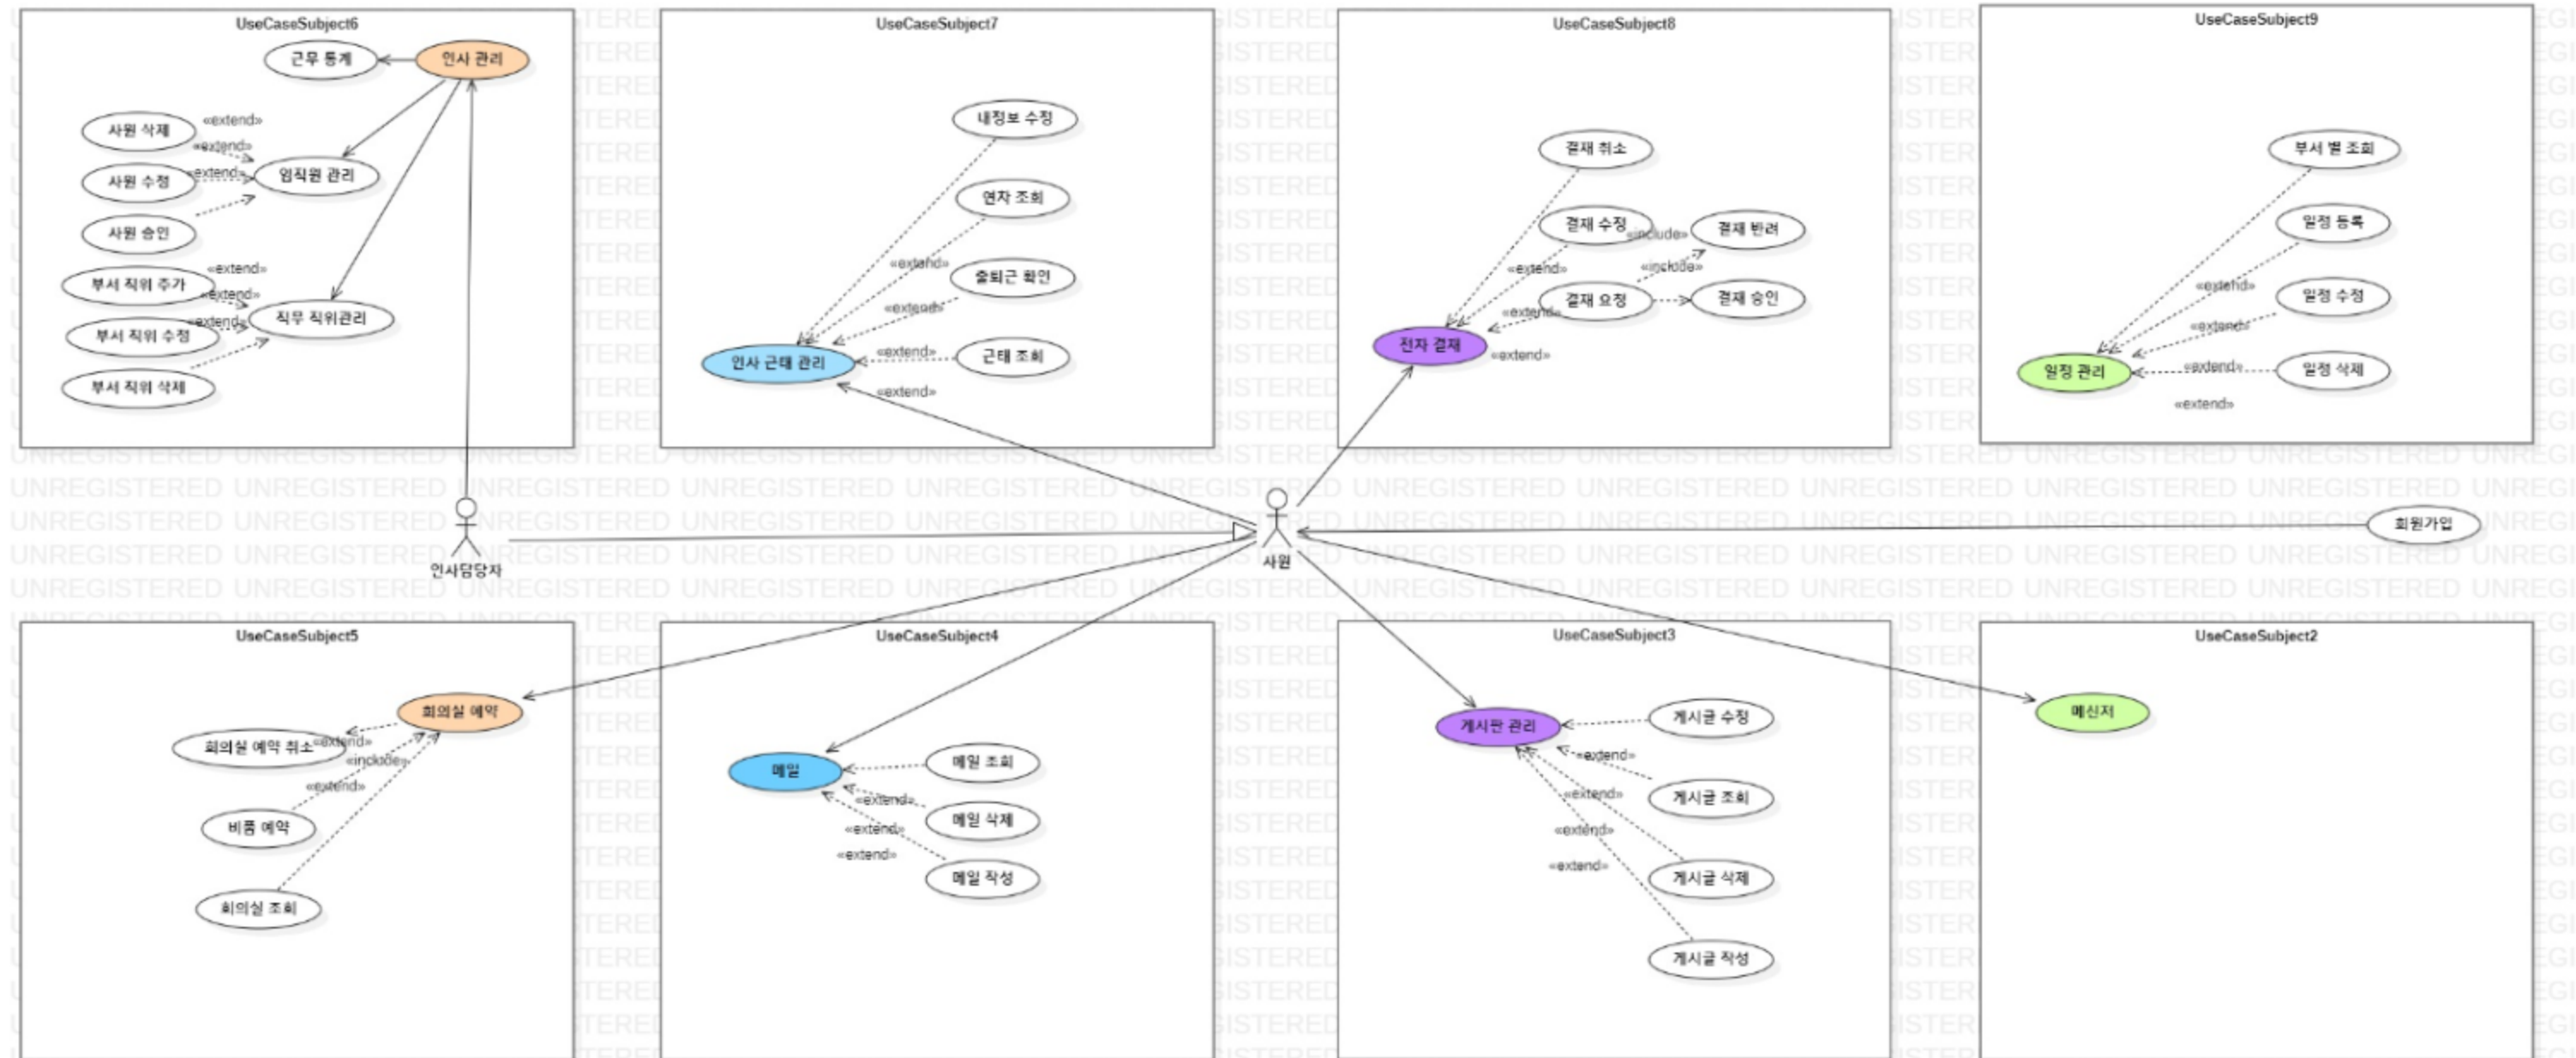 UseCaseSubject6
근무 통계
인사 관리
사원 삭제
«extend»
«extend»
사원 수정
«extend»
임직원 관리
사원 승인
«extend»
부서 직위 추가
«extend»
«extend»
직무 직위관리
부서 직위 수정
부서 직위 삭제
UseCaseSubject7
내정보 수정
연차 조회
«extend»
출퇴근 확인
«extend»
인사 근태 관리
«extend»
근태 조회
«extend»
UseCaseSubject8
결재 취소
결재 수정
«include»
결재 반려
«extend»
«include»
결재 요청
결재 승인
«extend»
전자 결재
«extend»
UseCaseSubject9
부서 별 조회
일정 등록
«extend»
일정 수정
«extend»
일정 관리
«extend»
일정 삭제
«extend»
인사담당자
사원
회원가입
UseCaseSubject5
회의실 예약
회의실 예약 취소
«extend»
«include»
«extend»
비품 예약
회의실 조회
UseCaseSubject4
메일
메일 조회
«extend»
메일 삭제
«extend»
«extend»
메일 작성
UseCaseSubject3
게시판 관리
게시글 수정
«extend»
«extend»
게시글 조회
«extend»
«extend»
게시글 삭제
게시글 작성
UseCaseSubject2
메신저
UNREGISTERED UNREGISTERED UNREGISTERED UNREGISTERED UNREGISTERED UNREGISTERED UNREGISTERED UNREGISTERED UNREGISTERED UNREGISTERED UNREGISTERED